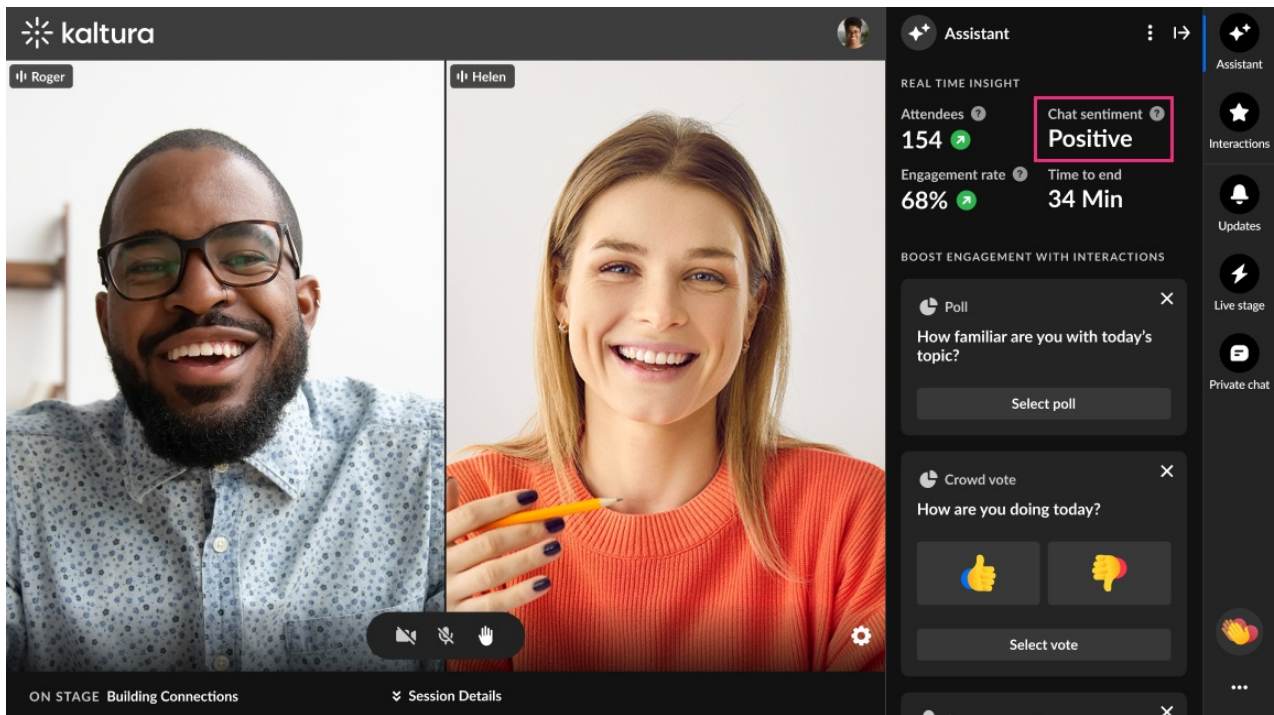 kaltura
Roger
Helen
Assistant
REAL TIME INSIGHT
Attendees ?
154
Chat sentiment ?
Positive
Engagement rate ?
68%
Time to end
34 Min
BOOST ENGAGEMENT WITH INTERACTIONS
Poll
How familiar are you with today's
topic?
Select poll
Crowd vote
How are you doing today?
Select vote
Assistant
Interactions
Updates
Live stage
Private chat
ON STAGE Building Connections
Session Details